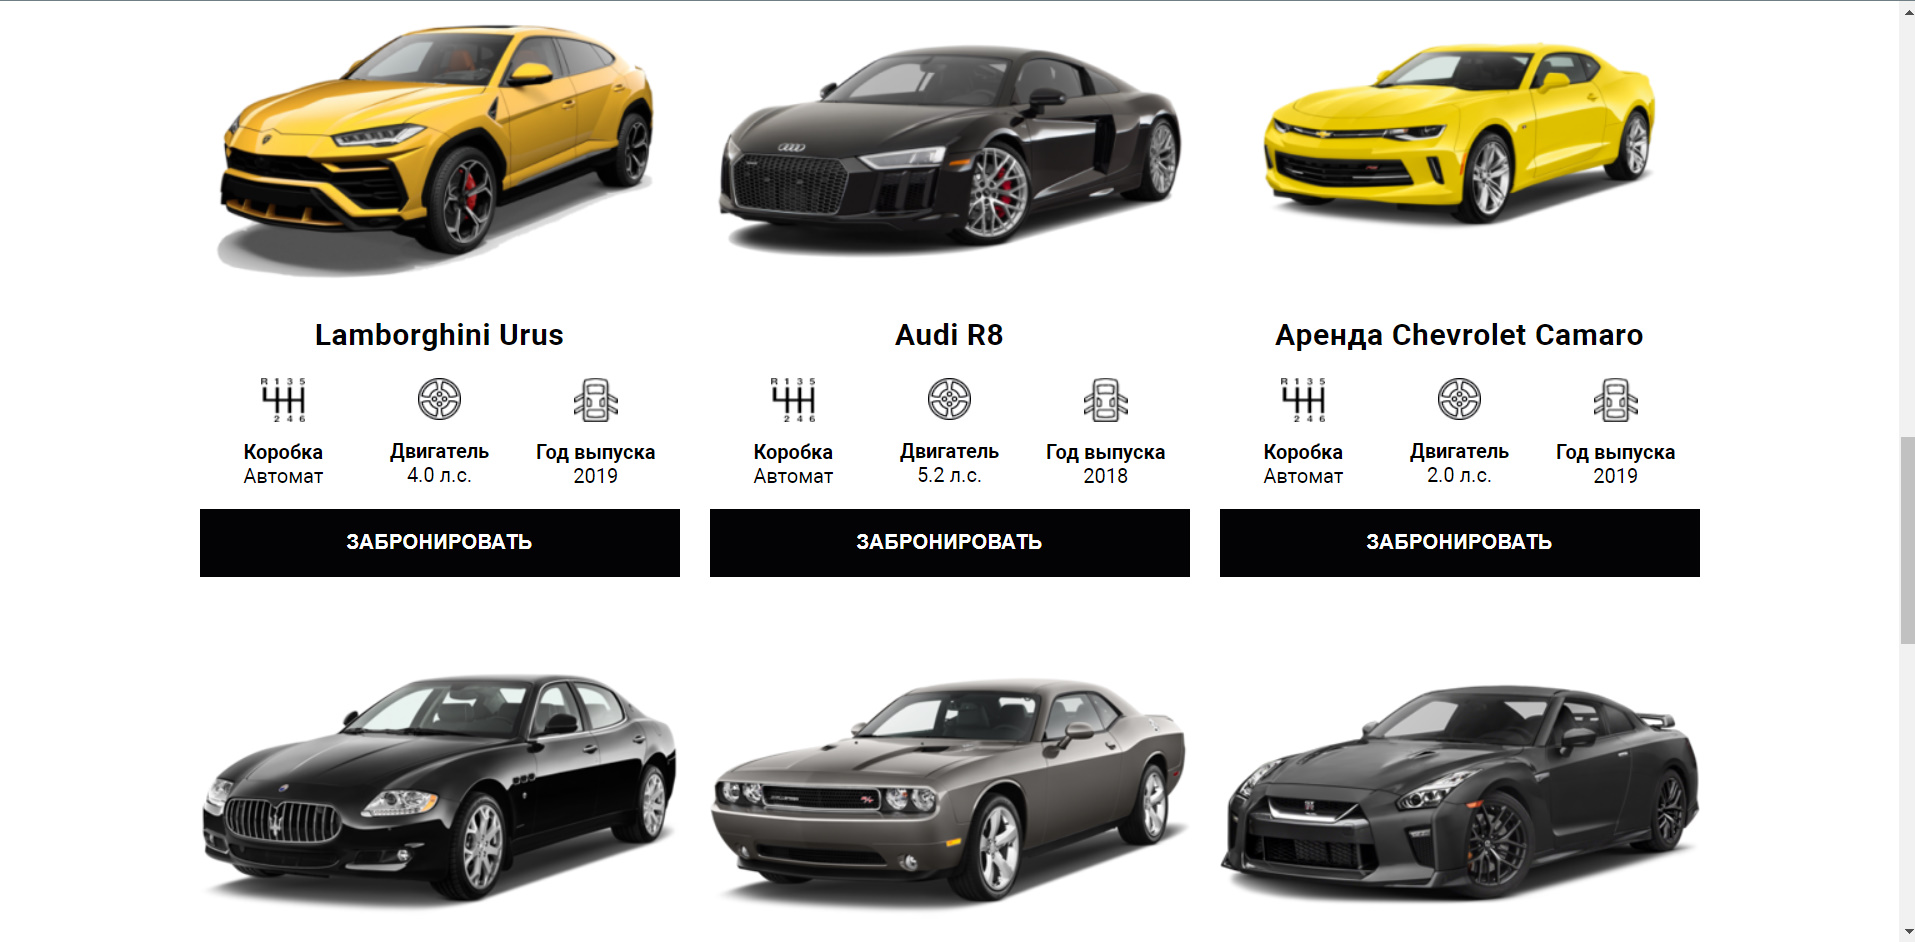 Lamborghini Urus
Audi R8
Аренда Chevrolet Camaro
R 1 3 5
2 4 6
R 1 3 5
2 4 6
R 1 3 5
2 4 6
Коробка
Автомат
Двигатель
4.0 л.с.
Год выпуска
2019
Коробка
Автомат
Двигатель
5.2 л.с.
Год выпуска
2018
Коробка
Автомат
Двигатель
2.0 л.с.
Год выпуска
2019
ЗАБРОНИРОВАТЬ
ЗАБРОНИРОВАТЬ
ЗАБРОНИРОВАТЬ